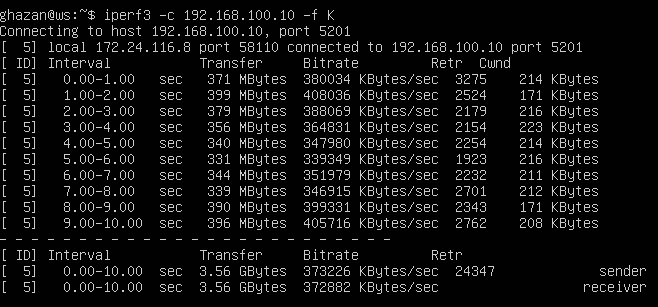 ghazan@ws:~$ iperf3 -c 192.168.100.10 -f K
Connecting to host 192.168.100.10, port 5201
[  5] local 172.24.116.8 port 58110 connected to 192.168.100.10 port 5201
[ ID] Interval           Transfer     Bitrate         Retr  Cwnd
[  5]   0.00-1.00   sec   371 MBytes  380034 KBytes/sec  3275    214 KBytes
[  5]   1.00-2.00   sec   399 MBytes  408036 KBytes/sec  2524    171 KBytes
[  5]   2.00-3.00   sec   379 MBytes  388069 KBytes/sec  2179    216 KBytes
[  5]   3.00-4.00   sec   356 MBytes  364831 KBytes/sec  2154    223 KBytes
[  5]   4.00-5.00   sec   340 MBytes  347980 KBytes/sec  2254    214 KBytes
[  5]   5.00-6.00   sec   331 MBytes  339349 KBytes/sec  1923    216 KBytes
[  5]   6.00-7.00   sec   344 MBytes  351979 KBytes/sec  2232    211 KBytes
[  5]   7.00-8.00   sec   339 MBytes  346915 KBytes/sec  2701    212 KBytes
[  5]   8.00-9.00   sec   390 MBytes  399331 KBytes/sec  2343    171 KBytes
[  5]   9.00-10.00  sec   396 MBytes  405716 KBytes/sec  2762    208 KBytes
- - - - - - - - - - - - - - - - - - - - - - - - -
[ ID] Interval           Transfer     Bitrate         Retr
[  5]   0.00-10.00  sec  3.56 GBytes  373226 KBytes/sec  24347             sender
[  5]   0.00-10.00  sec  3.56 GBytes  372882 KBytes/sec                  receiver